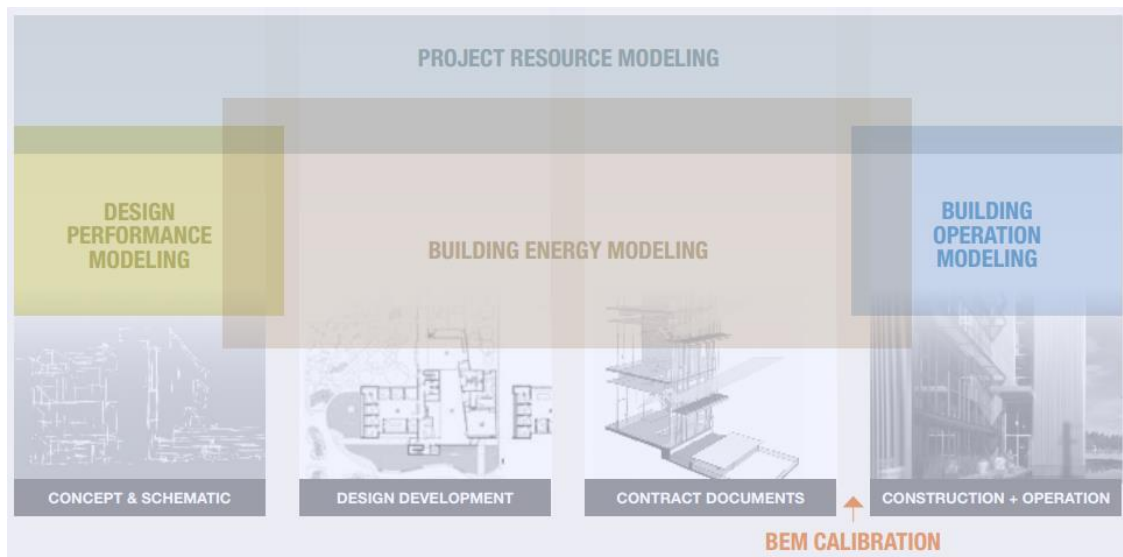 PROJECT RESOURCE MODELING
DESIGN
PERFORMANCE
MODELING
BUILDING ENERGY MODELING
BUILDING
OPERATION
MODELING
CONCEPT & SCHEMATIC
DESIGN DEVELOPMENT
CONTRACT DOCUMENTS
CONSTRUCTION + OPERATION
BEM CALIBRATION